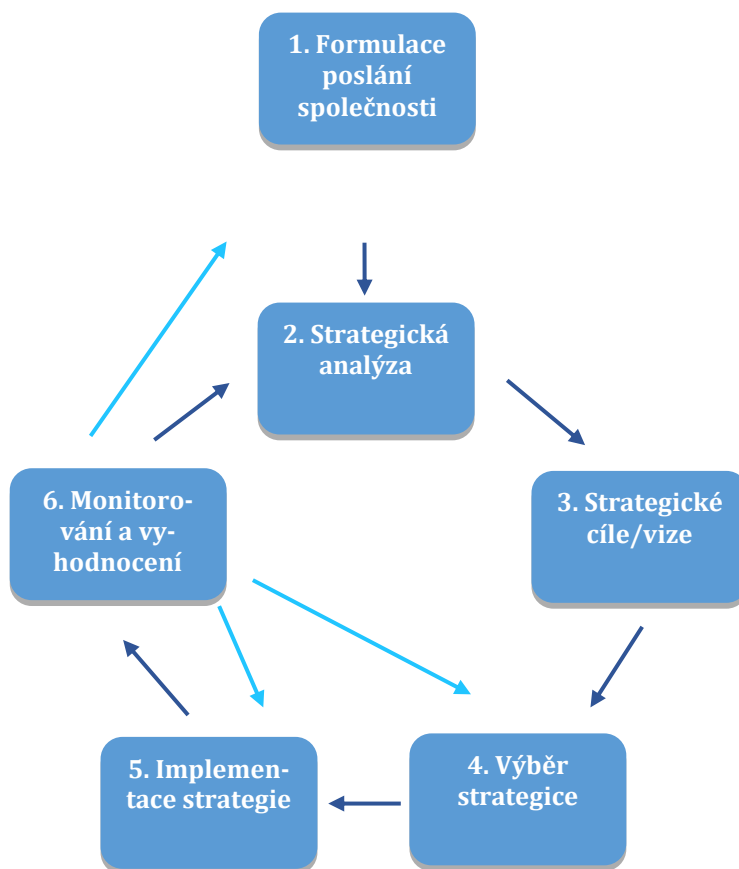 1. Formulace
poslání
společnosti
2. Strategická
analýza
3. Strategické
cíle/vize
4. Výběr
strategice
5. Implemen-
tace strategie
6. Monitoro-
vání a vy-
hodnocení